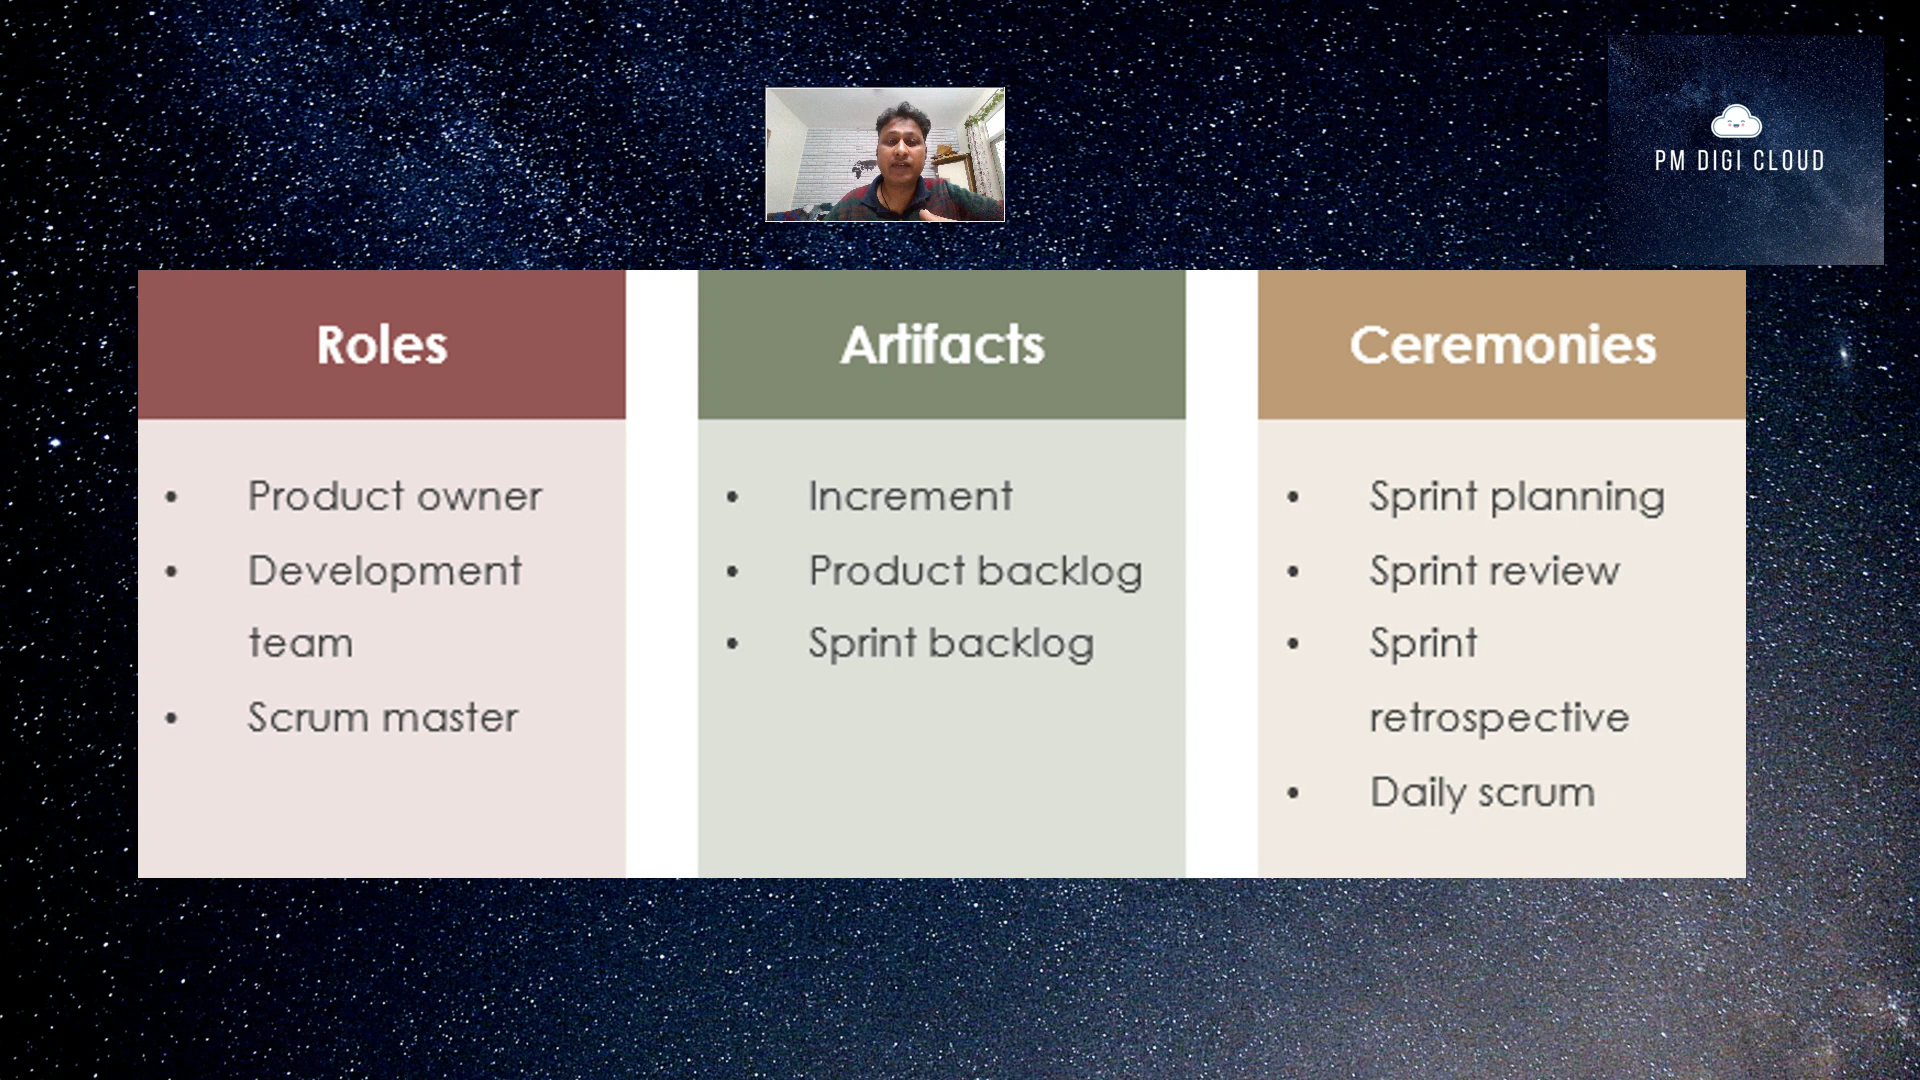 PM DIGI CLOUD
Roles
• Product owner
• Development
team
• Scrum master
Artifacts
• Increment
• Product backlog
• Sprint backlog
Ceremonies
• Sprint planning
• Sprint review
• Sprint
retrospective
• Daily scrum